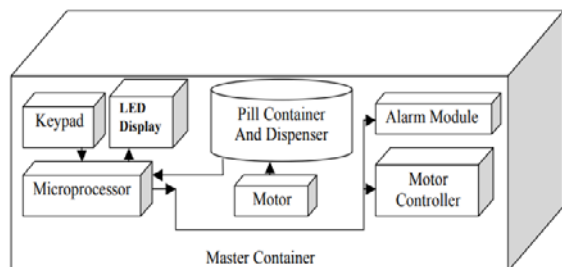 Keypad
LED
Display
Pill Container
And Dispenser
Alarm Module
Microprocessor
Motor
Motor
Controller
Master Container